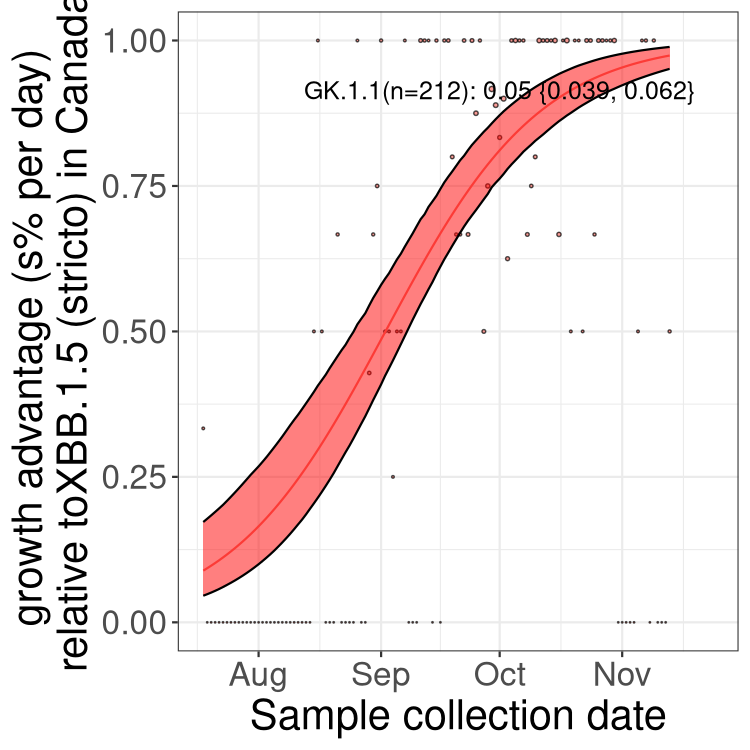 growth advantage (s% per day)
relative toXBB.1.5 (stricto) in Canada
1.00
0.75
0.50
0.25
0.00
GK.1.1(n=212): 0.05 {0.039, 0.062}
Aug Sep Oct Nov
Sample collection date